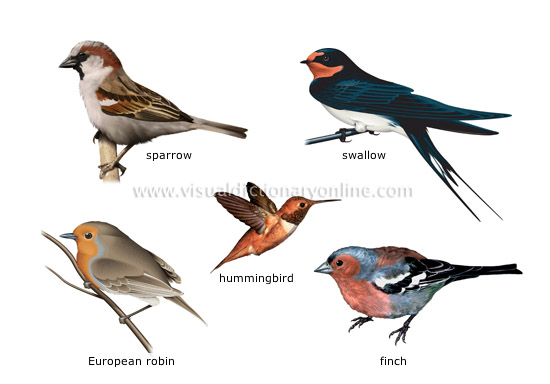 sparrow
swallow
www.visualdictionaryonline.com
hummingbird
European robin
finch